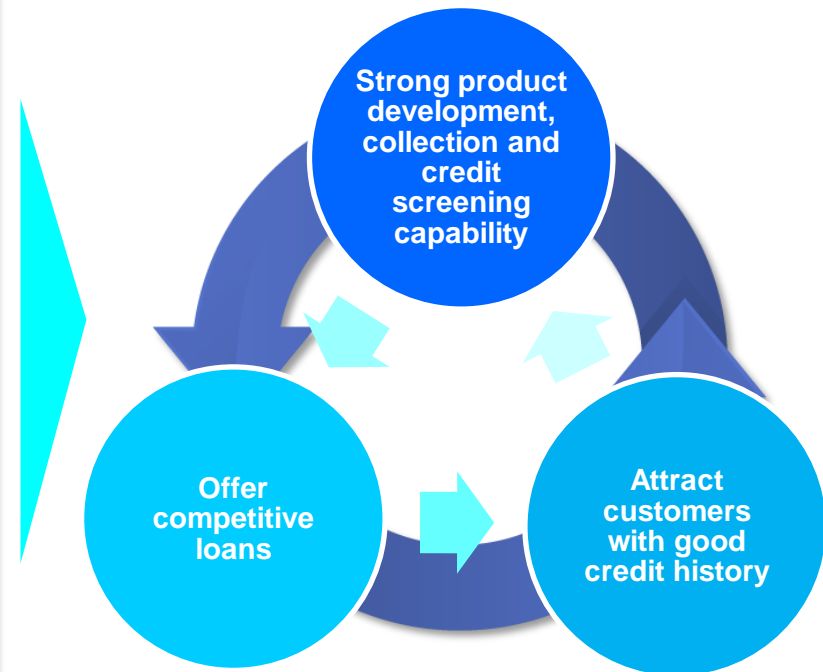 Strong product
development,
collection and
credit
screening
capability
Offer
competitive
loans
Attract
customers
with good
credit history